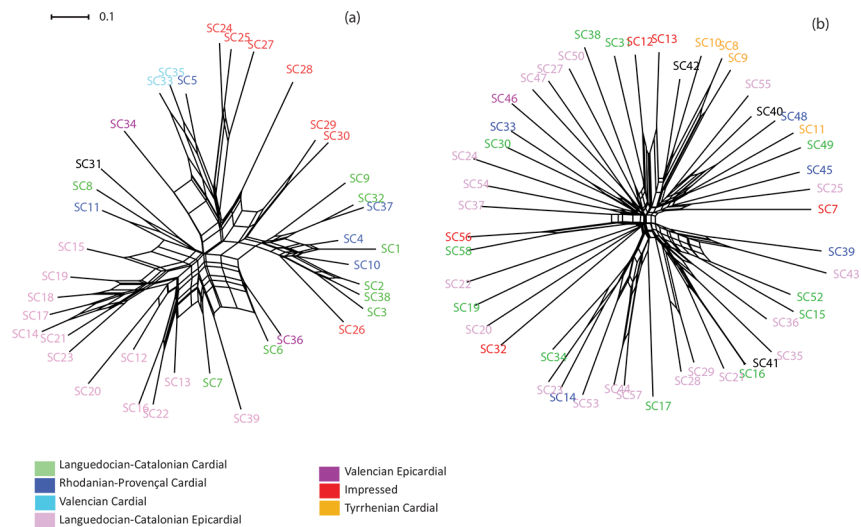 0.1
(a)
(b)
SC24
SC25
SC27
SC28
SC35
SC33
SC5
SC34
SC29
SC30
SC31
SC8
SC11
SC9
SC32
SC37
SC4
SC1
SC10
SC2
SC38
SC3
SC26
SC36
SC6
SC15
SC19
SC18
SC17
SC14
SC21
SC23
SC12
SC20
SC16
SC22
SC13
SC7
SC39
SC38
SC31
SC12
SC13
SC10
SC8
SC9
SC50
SC27
SC47
SC42
SC55
SC46
SC40
SC48
SC33
SC11
SC30
SC49
SC24
SC45
SC54
SC25
SC37
SC7
SC56
SC58
SC39
SC43
SC22
SC52
SC19
SC15
SC36
SC20
SC32
SC34
SC35
SC41
SC16
SC21
SC29
SC28
SC23
SC14
SC53
SC44
SC57
SC17
Languedocian-Catalonian Cardial
Rhodanian-Provençal Cardial
Valencian Cardial
Languedocian-Catalonian Epicardial
Valencian Epicardial
Impressed
Tyrrhenian Cardial